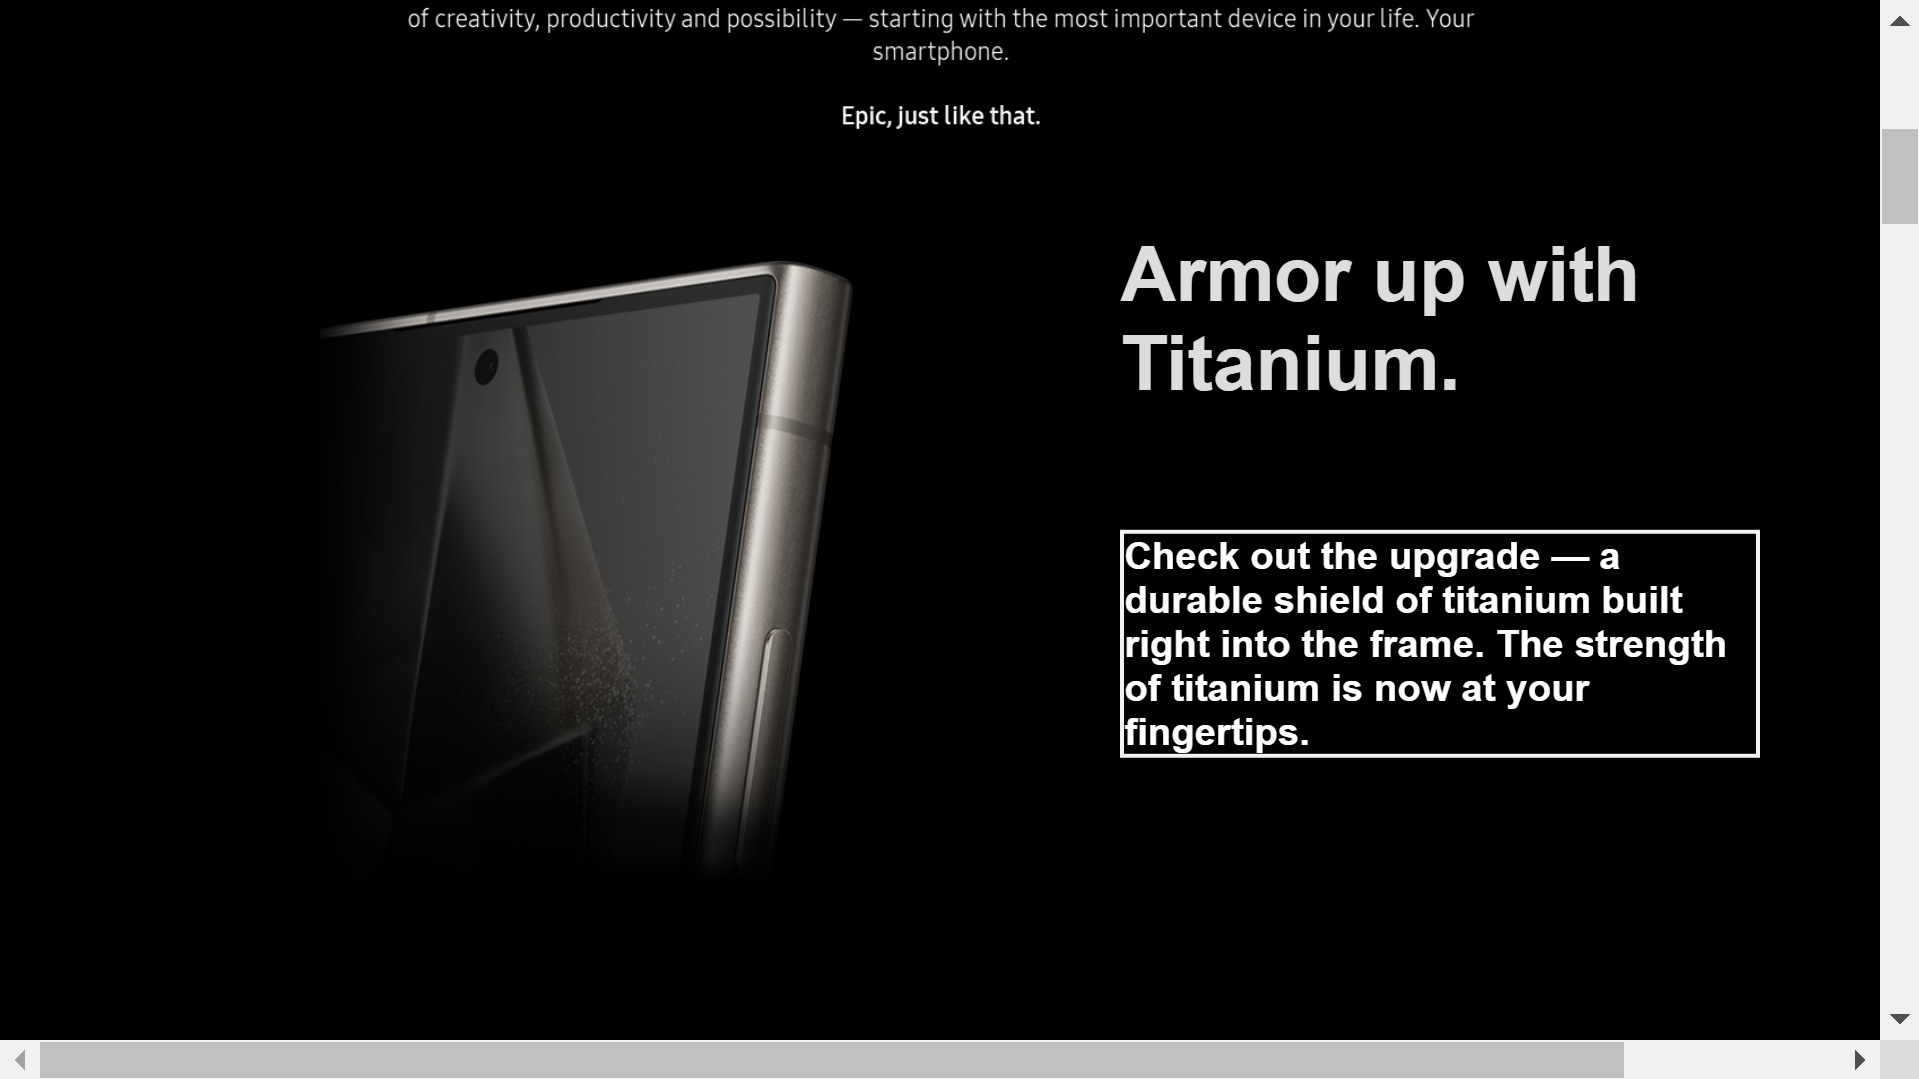 of creativity, productivity and possibility — starting with the most important device in your life. Your
smartphone.
Epic, just like that.
Armor up with
Titanium.
Check out the upgrade — a
durable shield of titanium built
right into the frame. The strength
of titanium is now at your
fingertips.